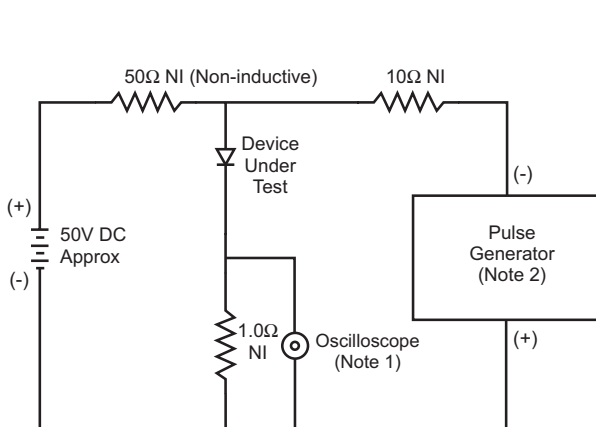 50Ω NI (Non-inductive)
10Ω NI
Device
Under
Test
(-)
(+)
50V DC
Approx
(-)
Pulse
Generator
(Note 2)
1.0Ω
NI
Oscilloscope
(Note 1)
(+)